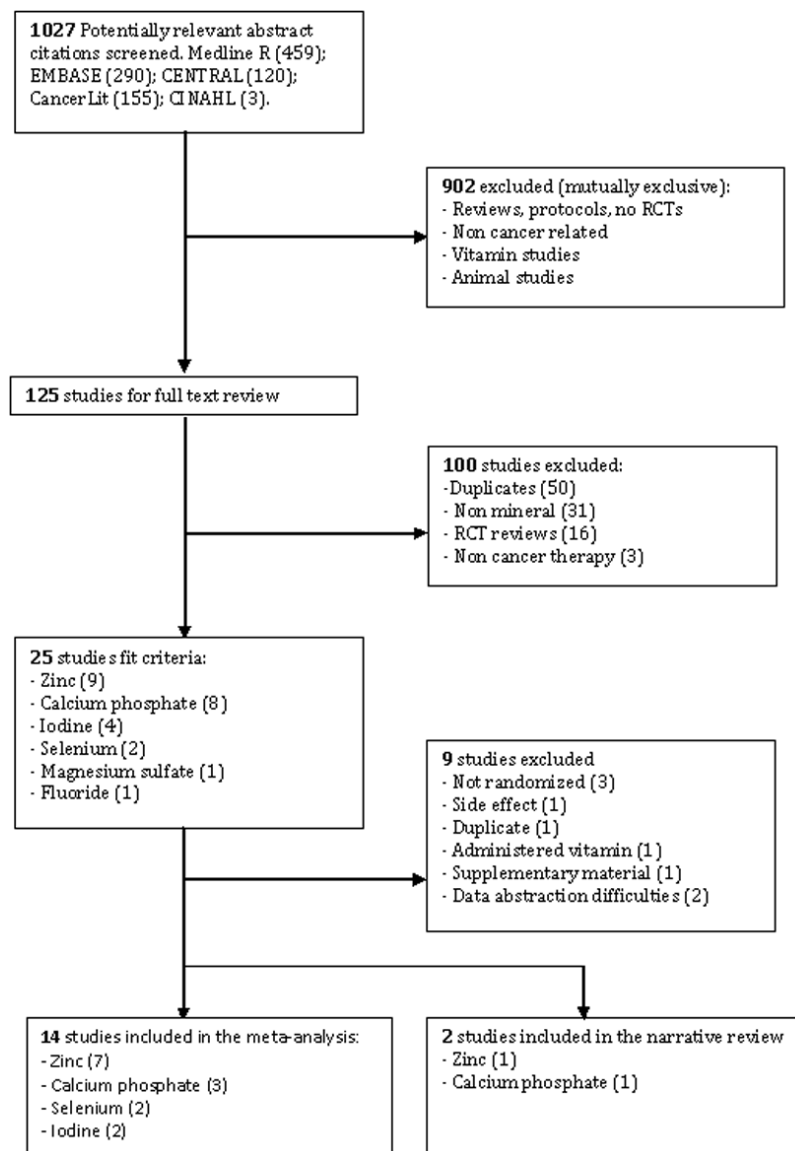 1027 Potentially relevant abstract
citations screened. Medline R (459);
EMBASE (290); CENTRAL (120);
CancerLit (155); CINAHL (3).
902 excluded (mutually exclusive):
- Reviews, protocols, no RCTs
- Non cancer related
- Vitamin studies
- Animal studies
125 studies for full text review
100 studies excluded:
-Duplicates (50)
- Non mineral (31)
- RCT reviews (16)
- Non cancer therapy (3)
25 studies fit criteria:
- Zinc (9)
- Calcium phosphate (8)
- Iodine (4)
- Selenium (2)
- Magnesium sulfate (1)
- Fluoride (1)
9 studies excluded
- Not randomized (3)
- Side effect (1)
- Duplicate (1)
- Administered vitamin (1)
- Supplementary material (1)
- Data abstraction difficulties (2)
14 studies included in the meta-analysis:
- Zinc (7)
- Calcium phosphate (3)
- Selenium (2)
- Iodine (2)
2 studies included in the narrative review
- Zinc (1)
- Calcium phosphate (1)